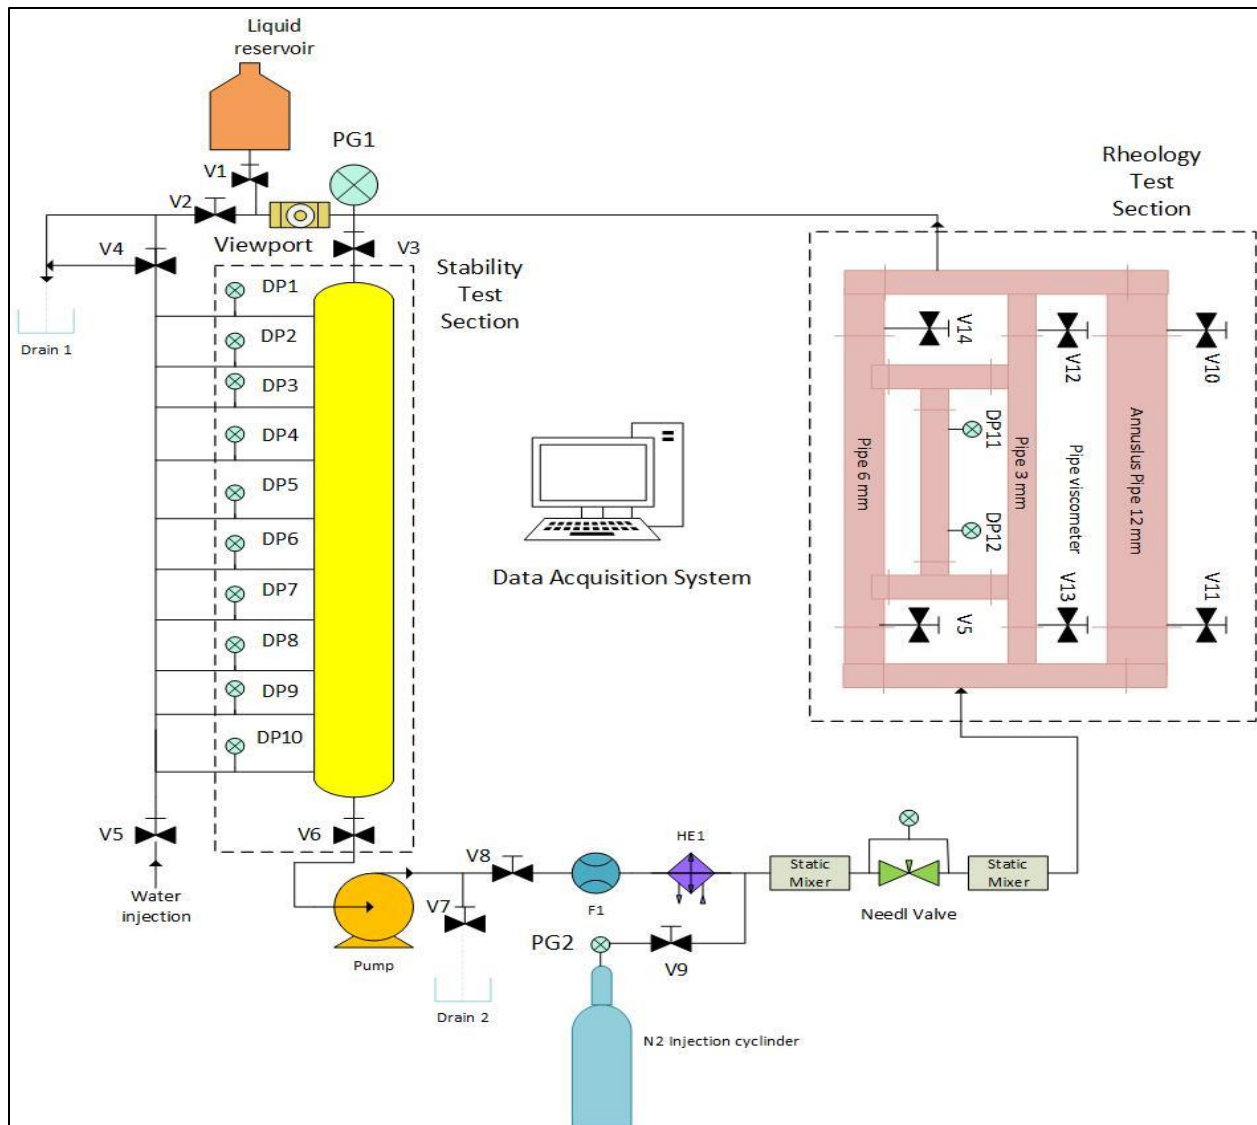 Liquid
reservoir
PG1
V1
V2
Viewport
V3
V4
Drain 1
Stability
Test
Section
DP1
DP2
DP3
DP4
DP5
DP6
DP7
DP8
DP9
DP10
V5
Water
injection
V6
Pump
V7
Drain 2
V8
F1
HE1
PG2
V9
N2 Injection cyclinder
Static
Mixer
Needl Valve
Static
Mixer
Data Acquisition System
Rheology
Test
Section
V14
V12
V10
DP11
DP12
Pipe 6 mm
Pipe 3 mm
Pipe viscometer
Annuslus Pipe 12 mm
V5
V13
V11